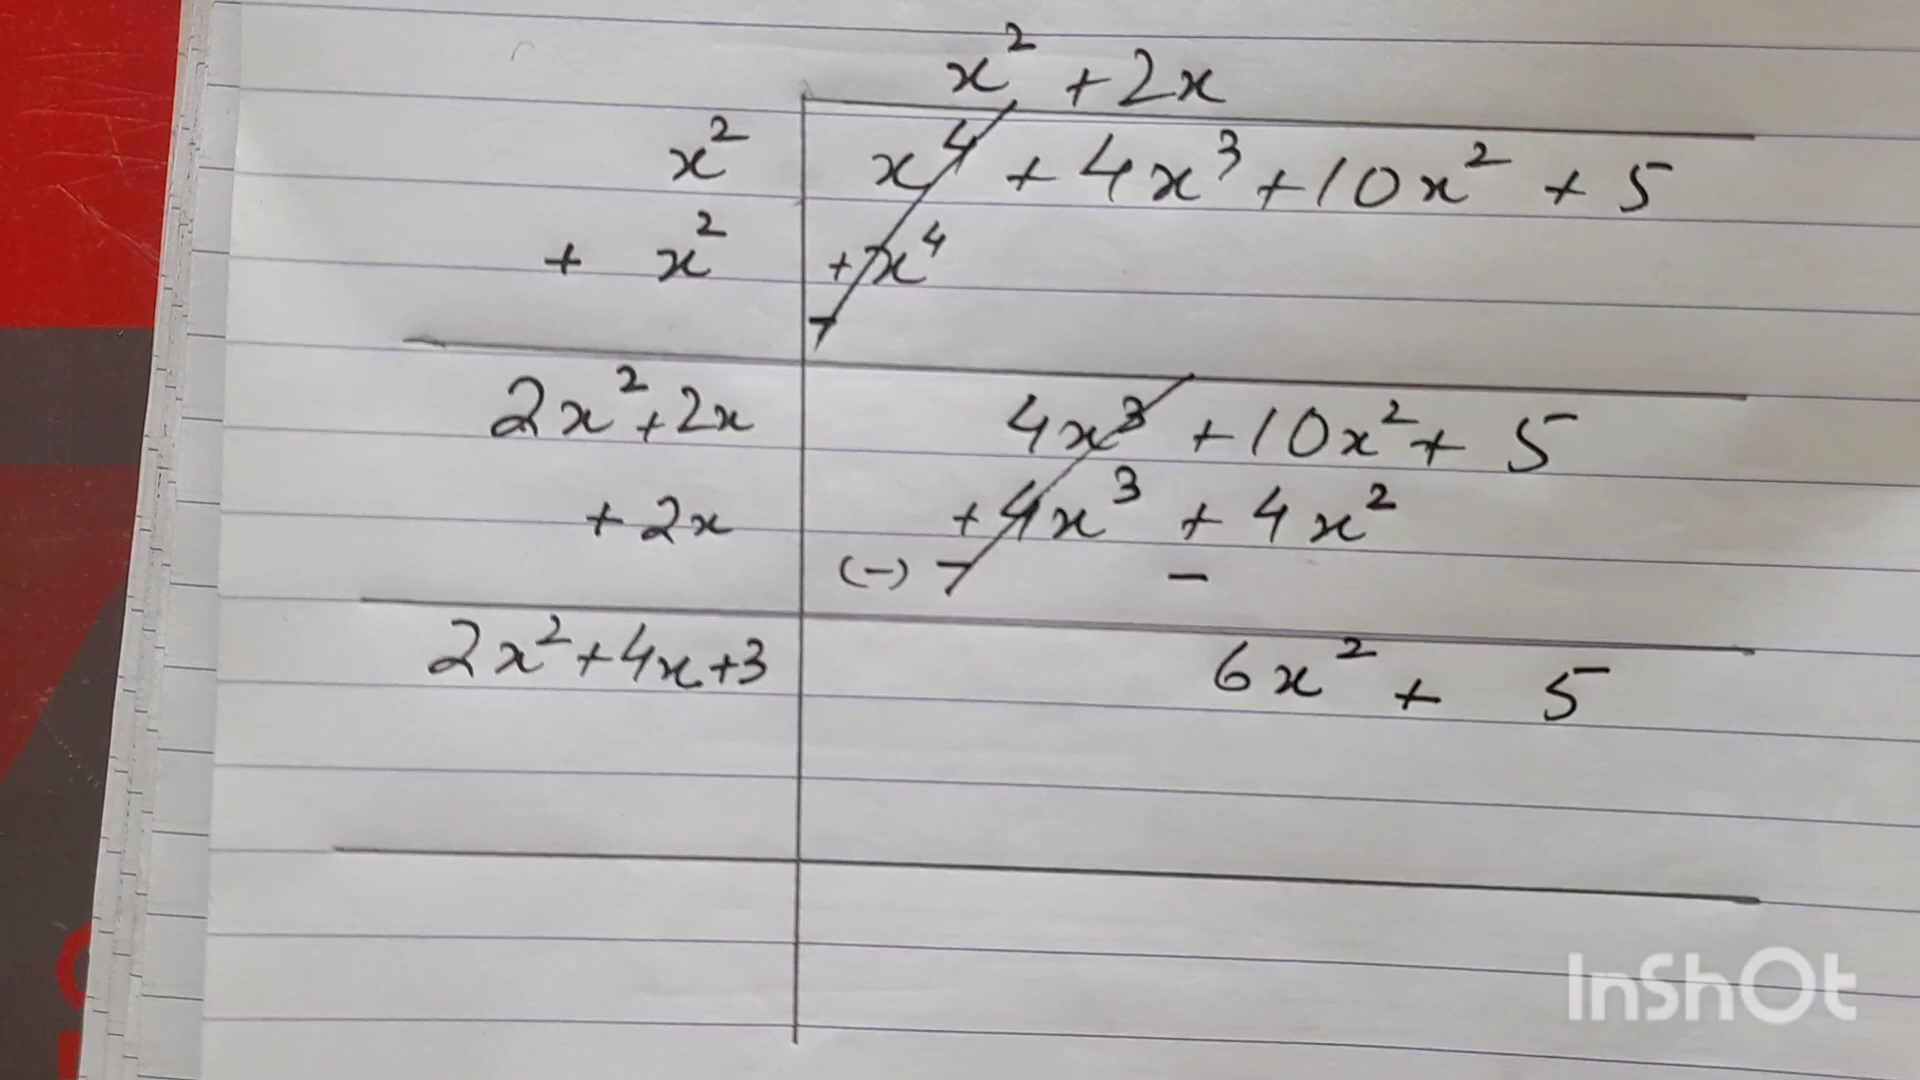 x² + 2x
x² x⁴ + 4x³ + 10x² + 5
+ x² + x⁴
−
2x² + 2x 4x³ + 10x² + 5
+ 2x + 4x³ + 4x²
(−) − −
2x² + 4x + 3 6x² + 5
InShOt